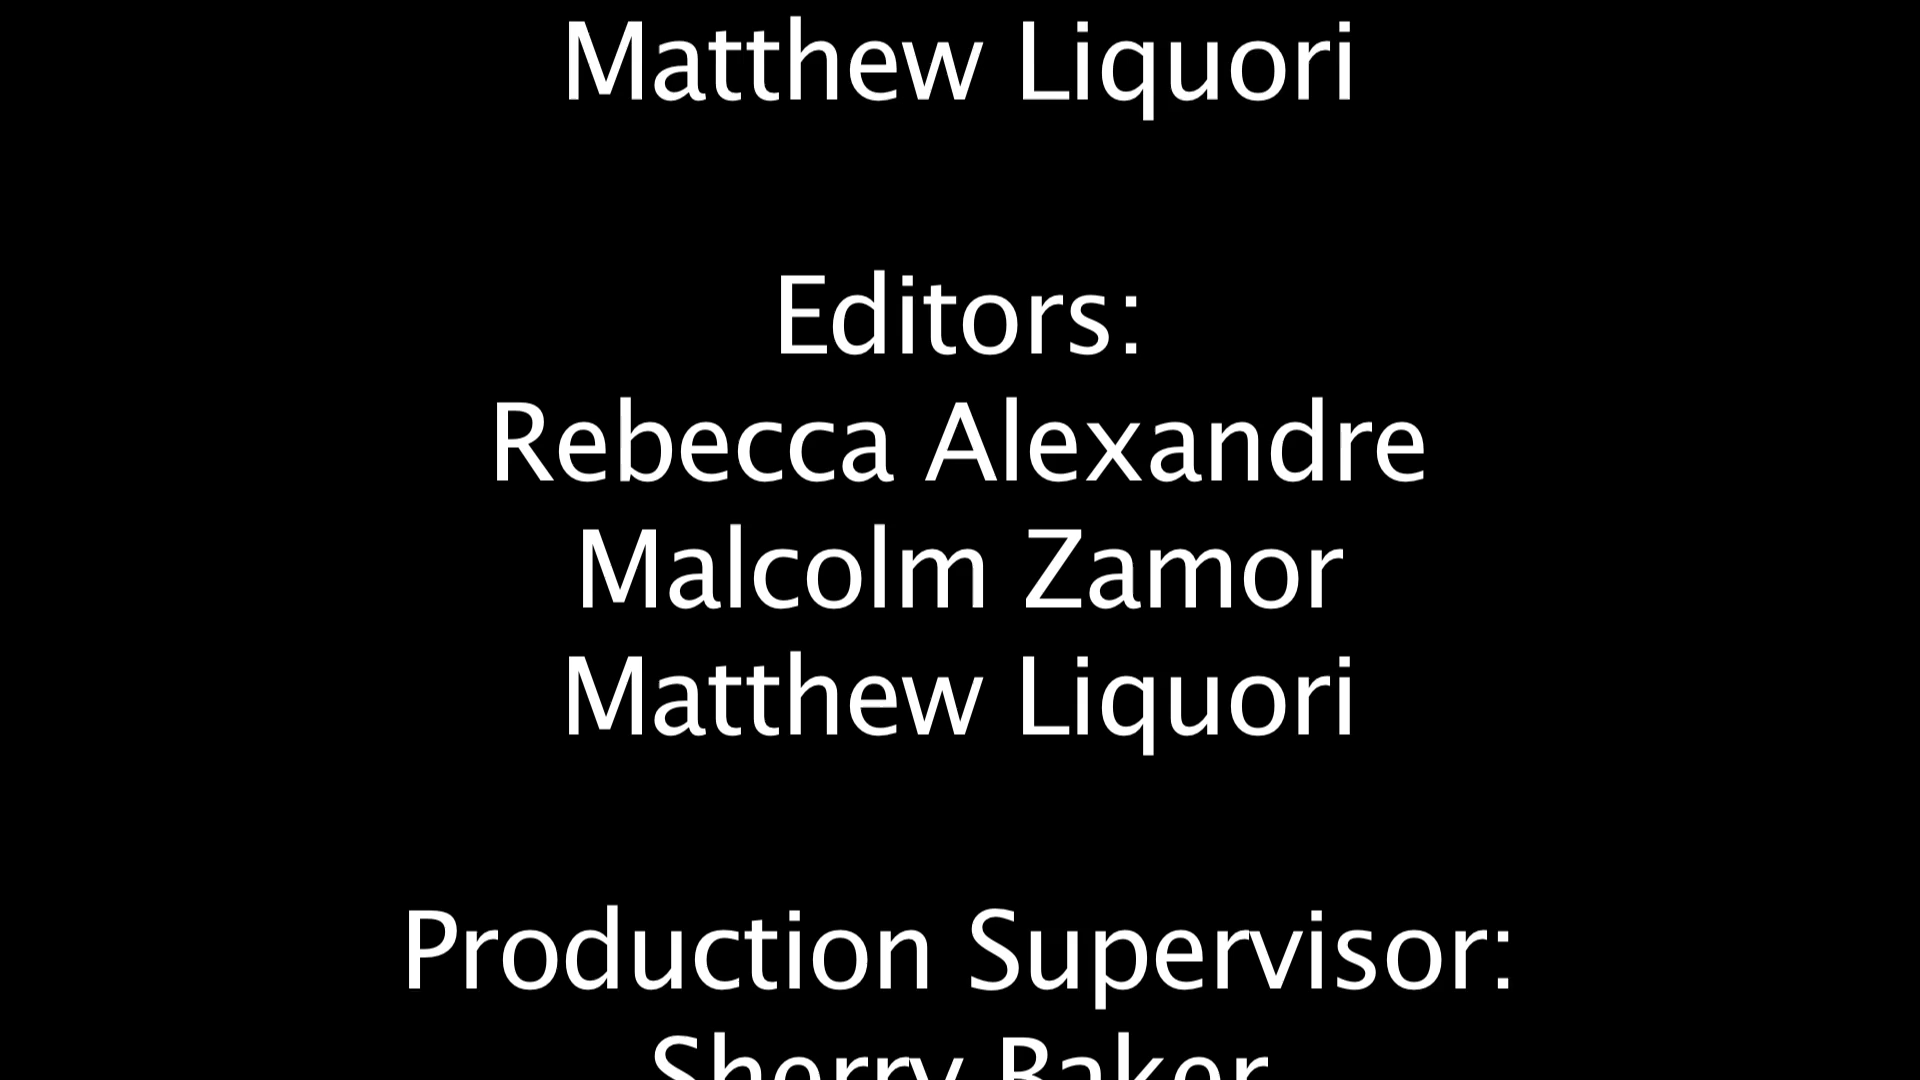 Matthew Liquori
Editors:
Rebecca Alexandre
Malcolm Zamor
Matthew Liquori
Production Supervisor:
Sherry Baker